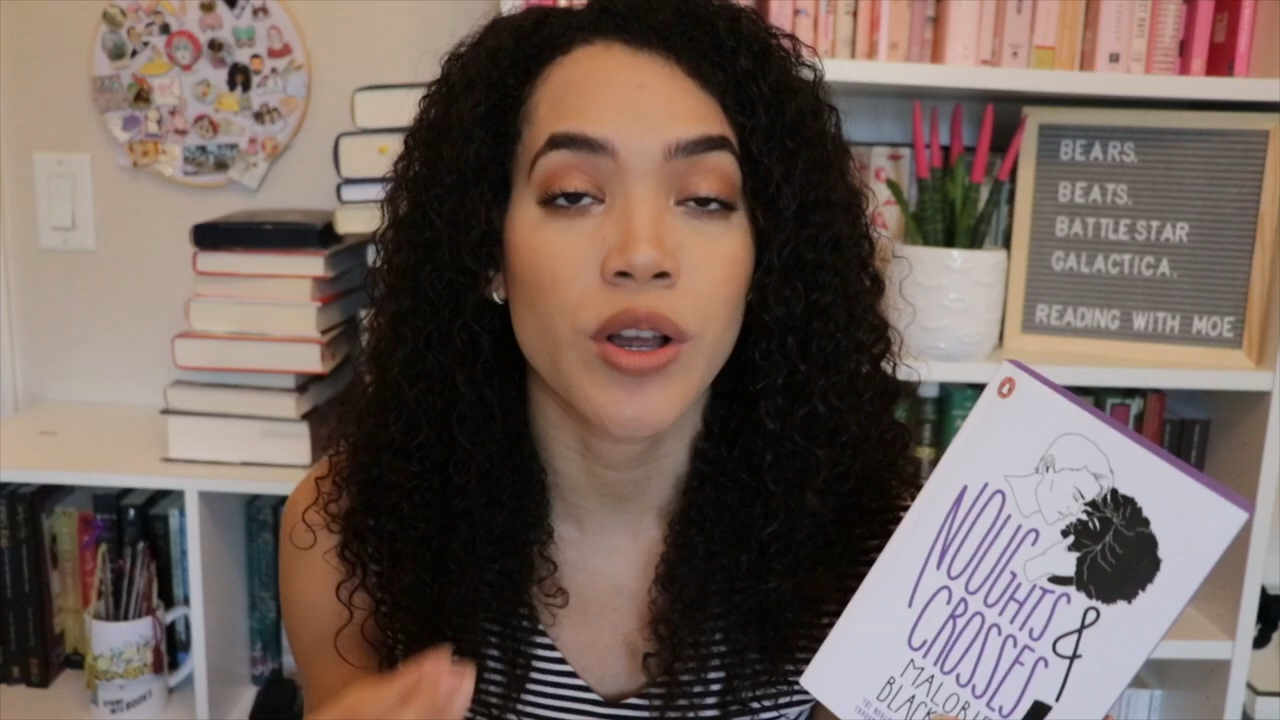 BEARS.
BEATS.
BATTLESTAR
GALACTICA.
READING WITH MOE
NOUGHTS
&
CROSSES
MALORIE